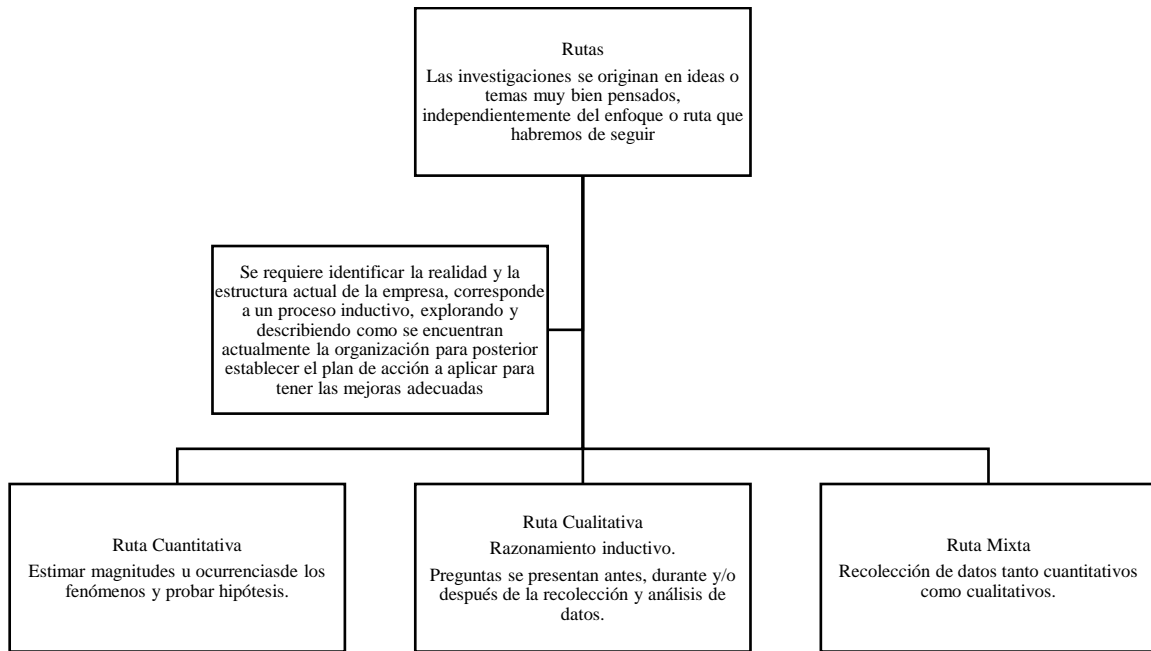 Rutas
Las investigaciones se originan en ideas o
temas muy bien pensados,
independientemente del enfoque o ruta que
habremos de seguir
Se requiere identificar la realidad y la
estructura actual de la empresa, corresponde
a un proceso inductivo, explorando y
describiendo como se encuentran
actualmente la organización para posterior
establecer el plan de acción a aplicar para
tener las mejoras adecuadas
Ruta Cuantitativa
Estimar magnitudes u ocurrenciasde los
fenómenos y probar hipótesis.
Ruta Cualitativa
Razonamiento inductivo.
Preguntas se presentan antes, durante y/o
después de la recolección y análisis de
datos.
Ruta Mixta
Recolección de datos tanto cuantitativos
como cualitativos.